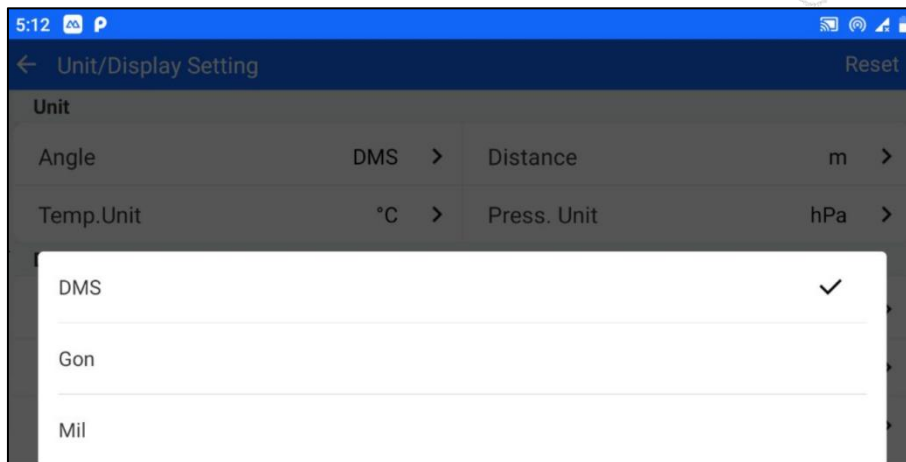 5:12 P
Unit/Display Setting Reset
Unit
Angle DMS Distance m
Temp.Unit °C Press. Unit hPa
DMS
Gon
Mil